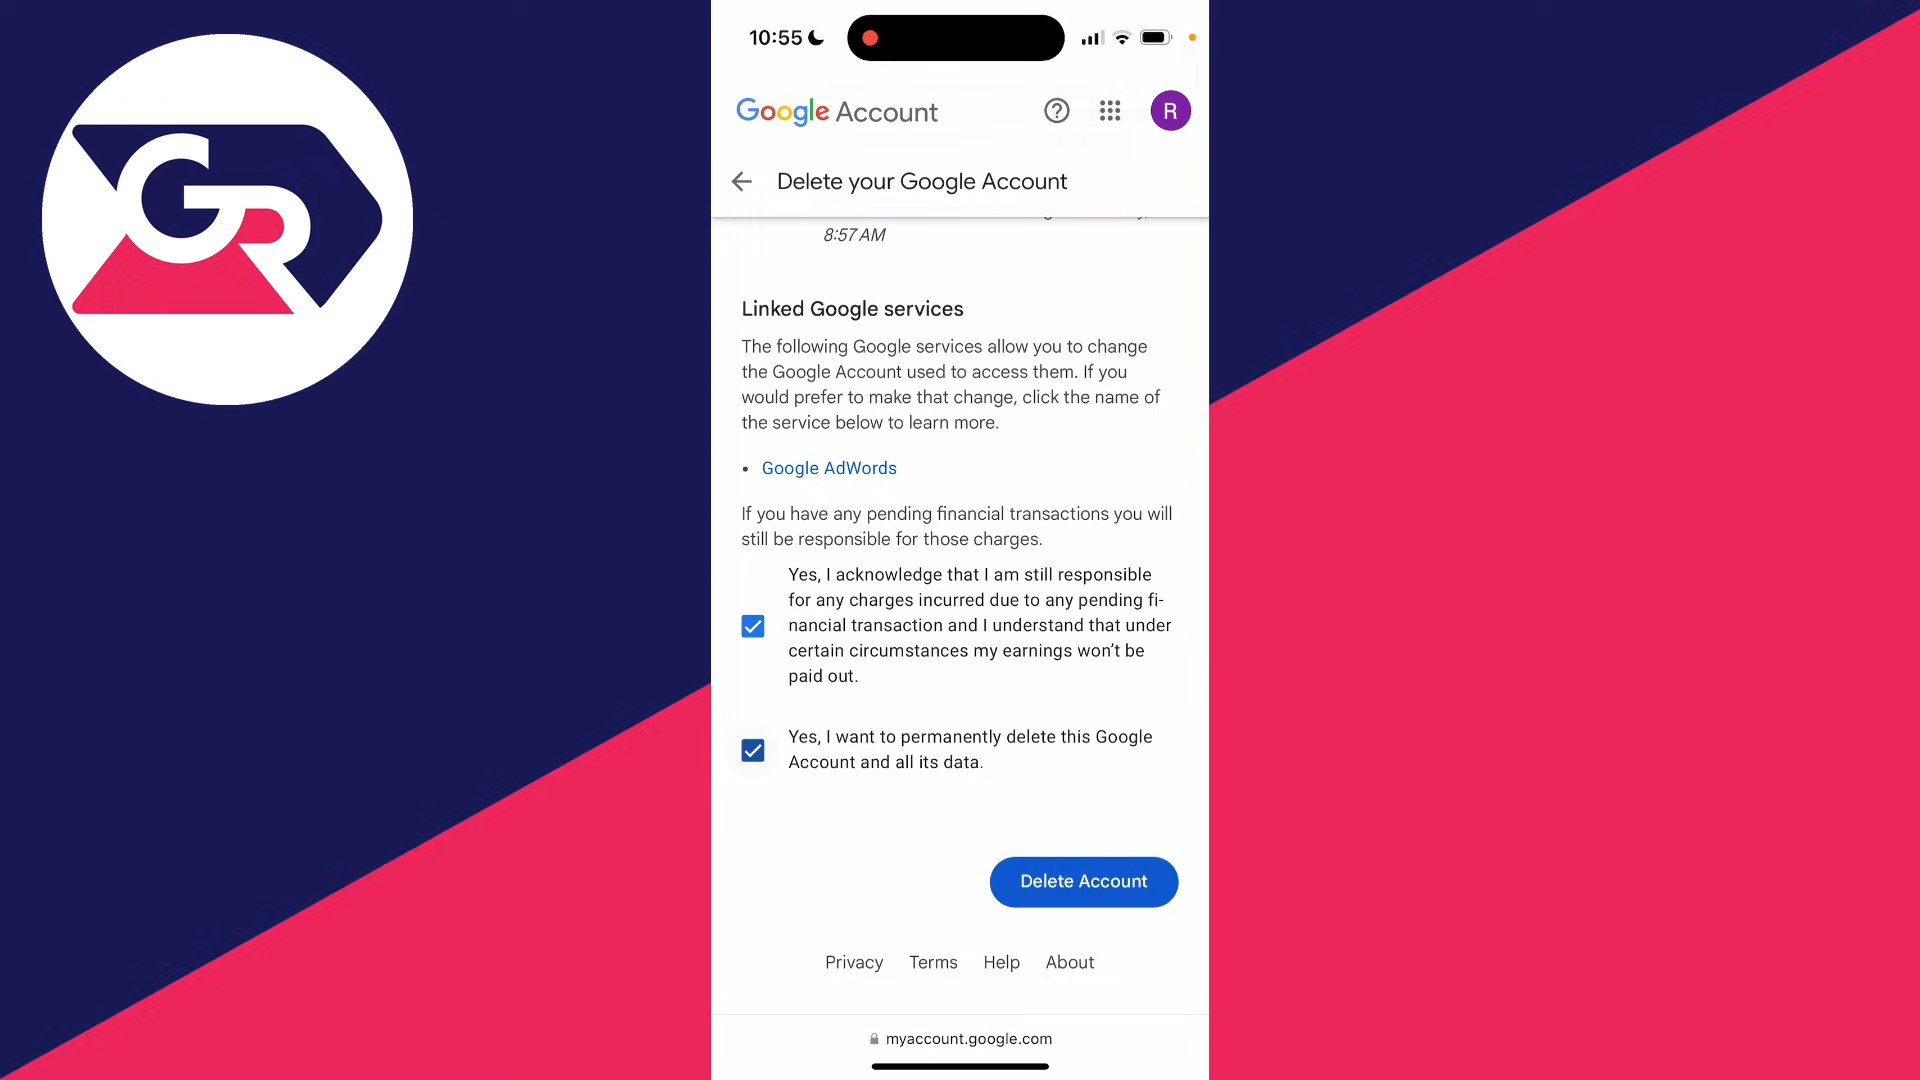 GR
10:55
Google Account
R
Delete your Google Account
8:57 AM
Linked Google services
The following Google services allow you to change
the Google Account used to access them. If you
would prefer to make that change, click the name of
the service below to learn more.
• Google AdWords
If you have any pending financial transactions you will
still be responsible for those charges.
Yes, I acknowledge that I am still responsible
for any charges incurred due to any pending fi-
nancial transaction and I understand that under
certain circumstances my earnings won't be
paid out.
Yes, I want to permanently delete this Google
Account and all its data.
Delete Account
Privacy Terms Help About
myaccount.google.com